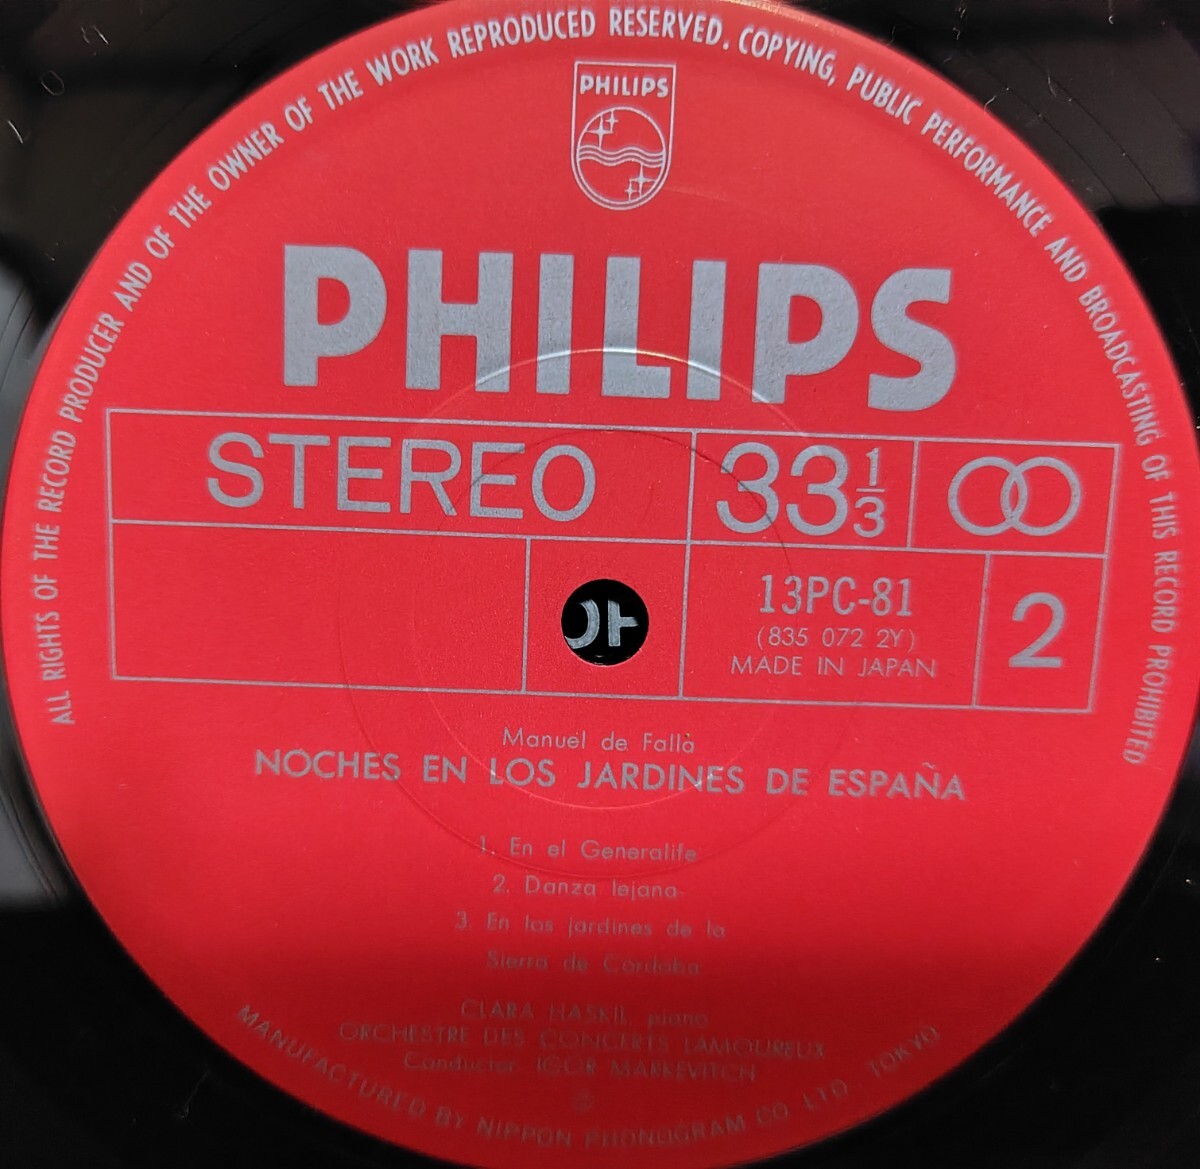 ALL RIGHTS OF THE RECORD PRODUCER AND OF THE OWNER OF THE WORK REPRODUCED RESERVED. COPYING, PUBLIC PERFORMANCE AND BROADCASTING OF THIS RECORD PROHIBITED
PHILIPS
PHILIPS
STEREO
33 1/3
13PC-81
(835 072 2Y)
MADE IN JAPAN
2
Manuel de Falla
NOCHES EN LOS JARDINES DE ESPAÑA
1. En el Generalife
2. Danza lejana
3. En los jardines de la
Sierra de Córdoba
CLARA HASKIL, piano
ORCHESTRE DES CONCERTS LAMOUREUX
Conductor: IGOR MARKEVITCH
MANUFACTURED BY NIPPON PHONOGRAM CO. LTD. TOKYO